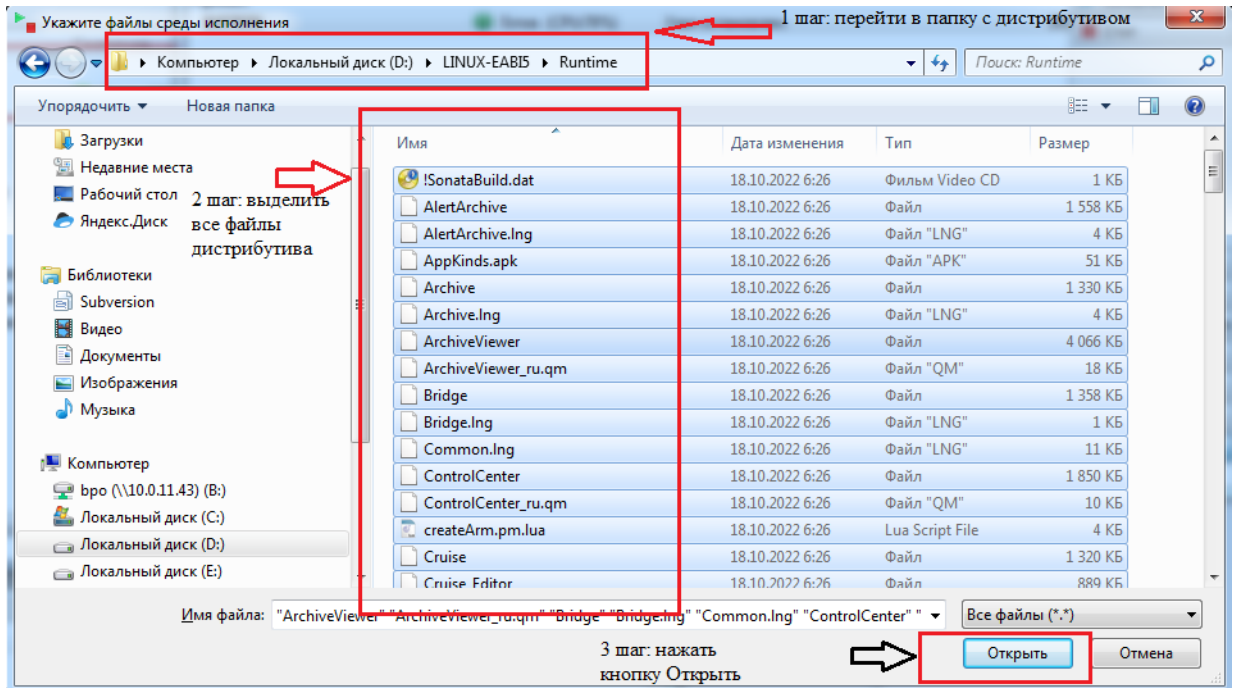 Укажите файлы среды исполнения
1 шаг: перейти в папку с дистрибутивом
Компьютер Локальный диск (D:) LINUX-EABI5 Runtime
Поиск: Runtime
Упорядочить Новая папка
Загрузки
Недавние места
Рабочий стол
Яндекс.Диск
2 шаг: выделить
все файлы
дистрибутива
Библиотеки
Subversion
Видео
Документы
Изображения
Музыка
Компьютер
bpo (\\10.0.11.43) (B:)
Локальный диск (C:)
Локальный диск (D:)
Локальный диск (E:)
Имя Дата изменения Тип Размер
!SonataBuild.dat 18.10.2022 6:26 Фильм Video CD 1 КБ
AlertArchive 18.10.2022 6:26 Файл 1 558 КБ
AlertArchive.lng 18.10.2022 6:26 Файл "LNG" 4 КБ
AppKinds.apk 18.10.2022 6:26 Файл "APK" 51 КБ
Archive 18.10.2022 6:26 Файл 1 330 КБ
Archive.lng 18.10.2022 6:26 Файл "LNG" 4 КБ
ArchiveViewer 18.10.2022 6:26 Файл 4 066 КБ
ArchiveViewer_ru.qm 18.10.2022 6:26 Файл "QM" 18 КБ
Bridge 18.10.2022 6:26 Файл 1 358 КБ
Bridge.lng 18.10.2022 6:26 Файл "LNG" 1 КБ
Common.lng 18.10.2022 6:26 Файл "LNG" 11 КБ
ControlCenter 18.10.2022 6:26 Файл 1 850 КБ
ControlCenter_ru.qm 18.10.2022 6:26 Файл "QM" 10 КБ
createArm.pm.lua 18.10.2022 6:26 Lua Script File 4 КБ
Cruise 18.10.2022 6:26 Файл 1 320 КБ
Cruise_Editor 18.10.2022 6:26 Файл 889 КБ
Имя файла: "ArchiveViewer" "ArchiveViewer_ru.qm" "Bridge" "Bridge.lng" "Common.lng" "ControlCenter" " Все файлы (*.*)
3 шаг: нажать
кнопку Открыть
Открыть Отмена